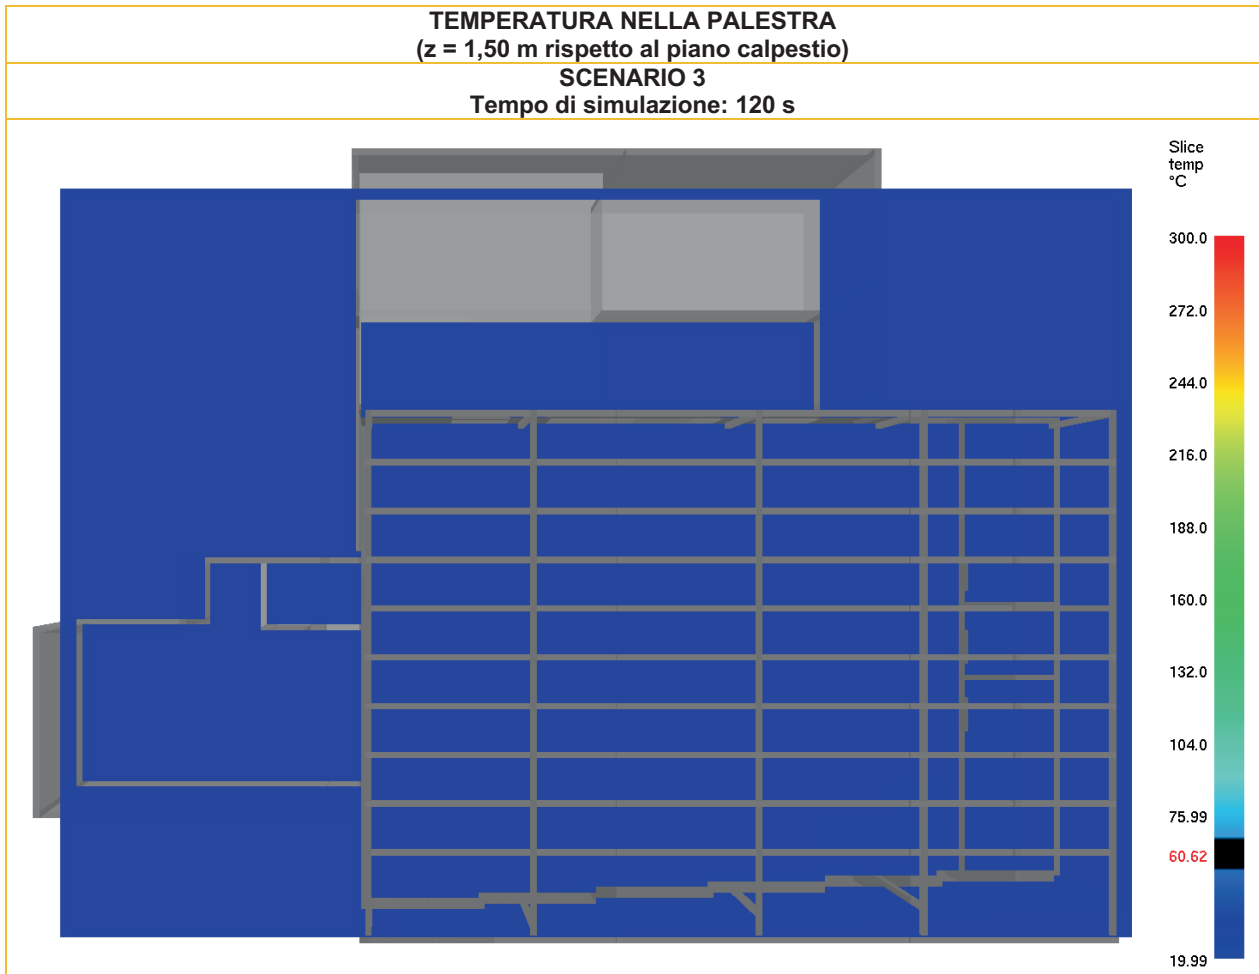 TEMPERATURA NELLA PALESTRA
(z = 1,50 m rispetto al piano calpestio)
SCENARIO 3
Tempo di simulazione: 120 s
Slice
temp
°C
300.0
272.0
244.0
216.0
188.0
160.0
132.0
104.0
75.99
60.62
19.99